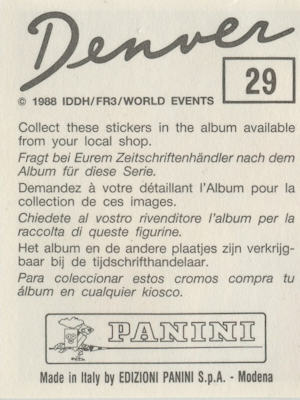 Denver
29
© 1988 IDDH/FR3/WORLD EVENTS
Collect these stickers in the album available
from your local shop.
Fragt bei Eurem Zeitschriftenhändler nach dem
Album für diese Serie.
Demandez à votre détaillant l'Album pour la
collection de ces images.
Chiedete al vostro rivenditore l'album per la
raccolta di queste figurine.
Het album en de andere plaatjes zijn verkrijg-
baar bij de tijdschrifthandelaar.
Para coleccionar estos cromos compra tu
álbum en cualquier kiosco.
PANINI
Made in Italy by EDIZIONI PANINI S.p.A. - Modena